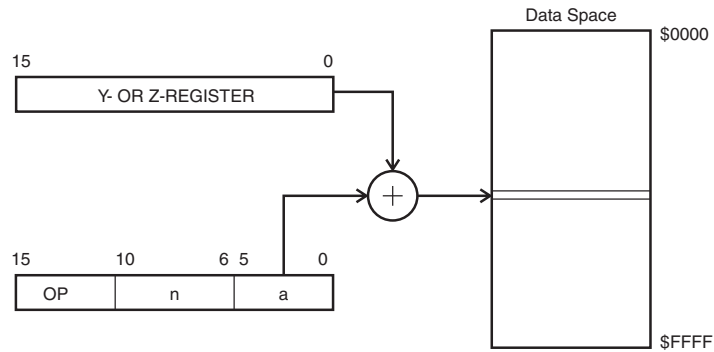 Data Space
$0000
15 0
Y- OR Z-REGISTER
15 10 6 5 0
OP n a
$FFFF